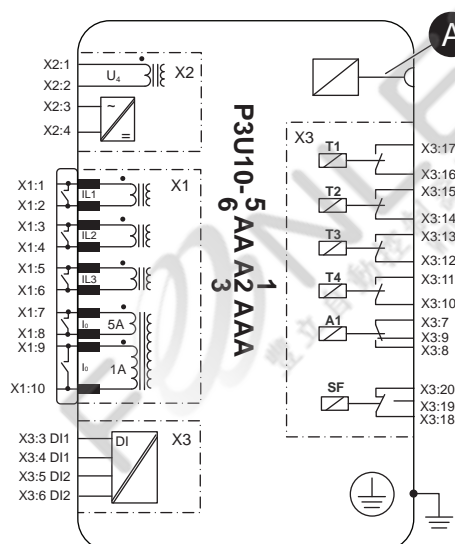 A
X2:1
X2:2
X2:3
X2:4
U4
X2
~
=
X1:1
X1:2
X1:3
X1:4
X1:5
X1:6
X1:7
X1:8
X1:9
X1:10
X1
IL1
IL2
IL3
I0 5A
I0 1A
X3:3 DI1
X3:4 DI1
X3:5 DI2
X3:6 DI2
DI
X3
P3U10-5 AA A2 1 AAA
6 3
X3
T1
T2
T3
T4
A1
SF
X3:17
X3:16
X3:15
X3:14
X3:13
X3:12
X3:11
X3:10
X3:7
X3:9
X3:8
X3:20
X3:19
X3:18